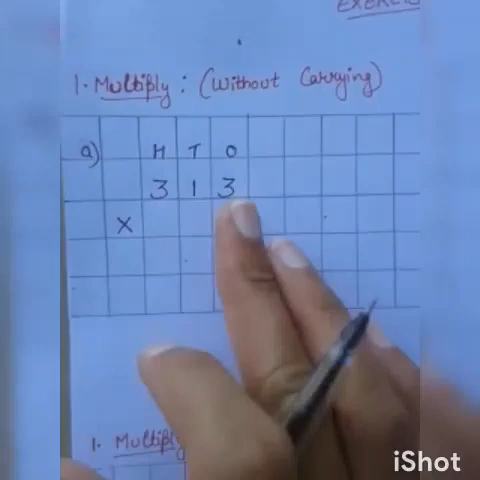 1. Multiply : (Without Carrying)
a) H T O
3 1 3
X
1. Multiply
iShot